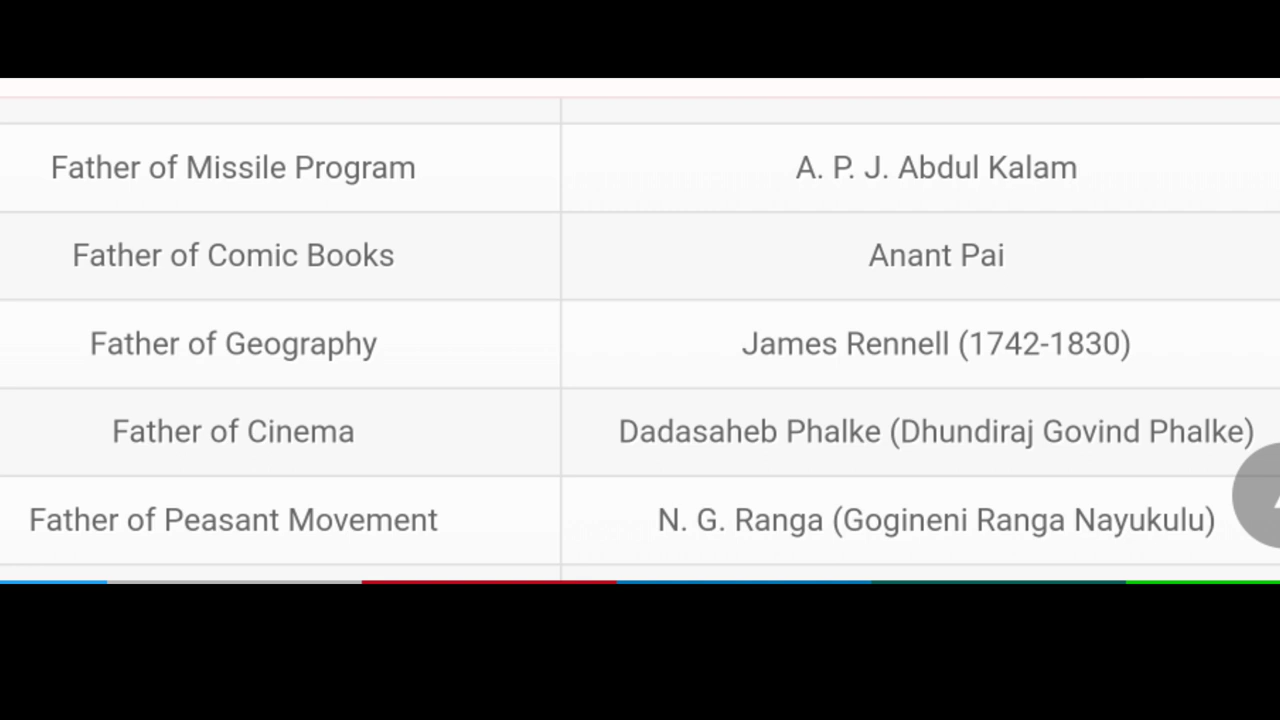 Father of Missile Program A. P. J. Abdul Kalam
Father of Comic Books Anant Pai
Father of Geography James Rennell (1742-1830)
Father of Cinema Dadasaheb Phalke (Dhundiraj Govind Phalke)
Father of Peasant Movement N. G. Ranga (Gogineni Ranga Nayukulu)